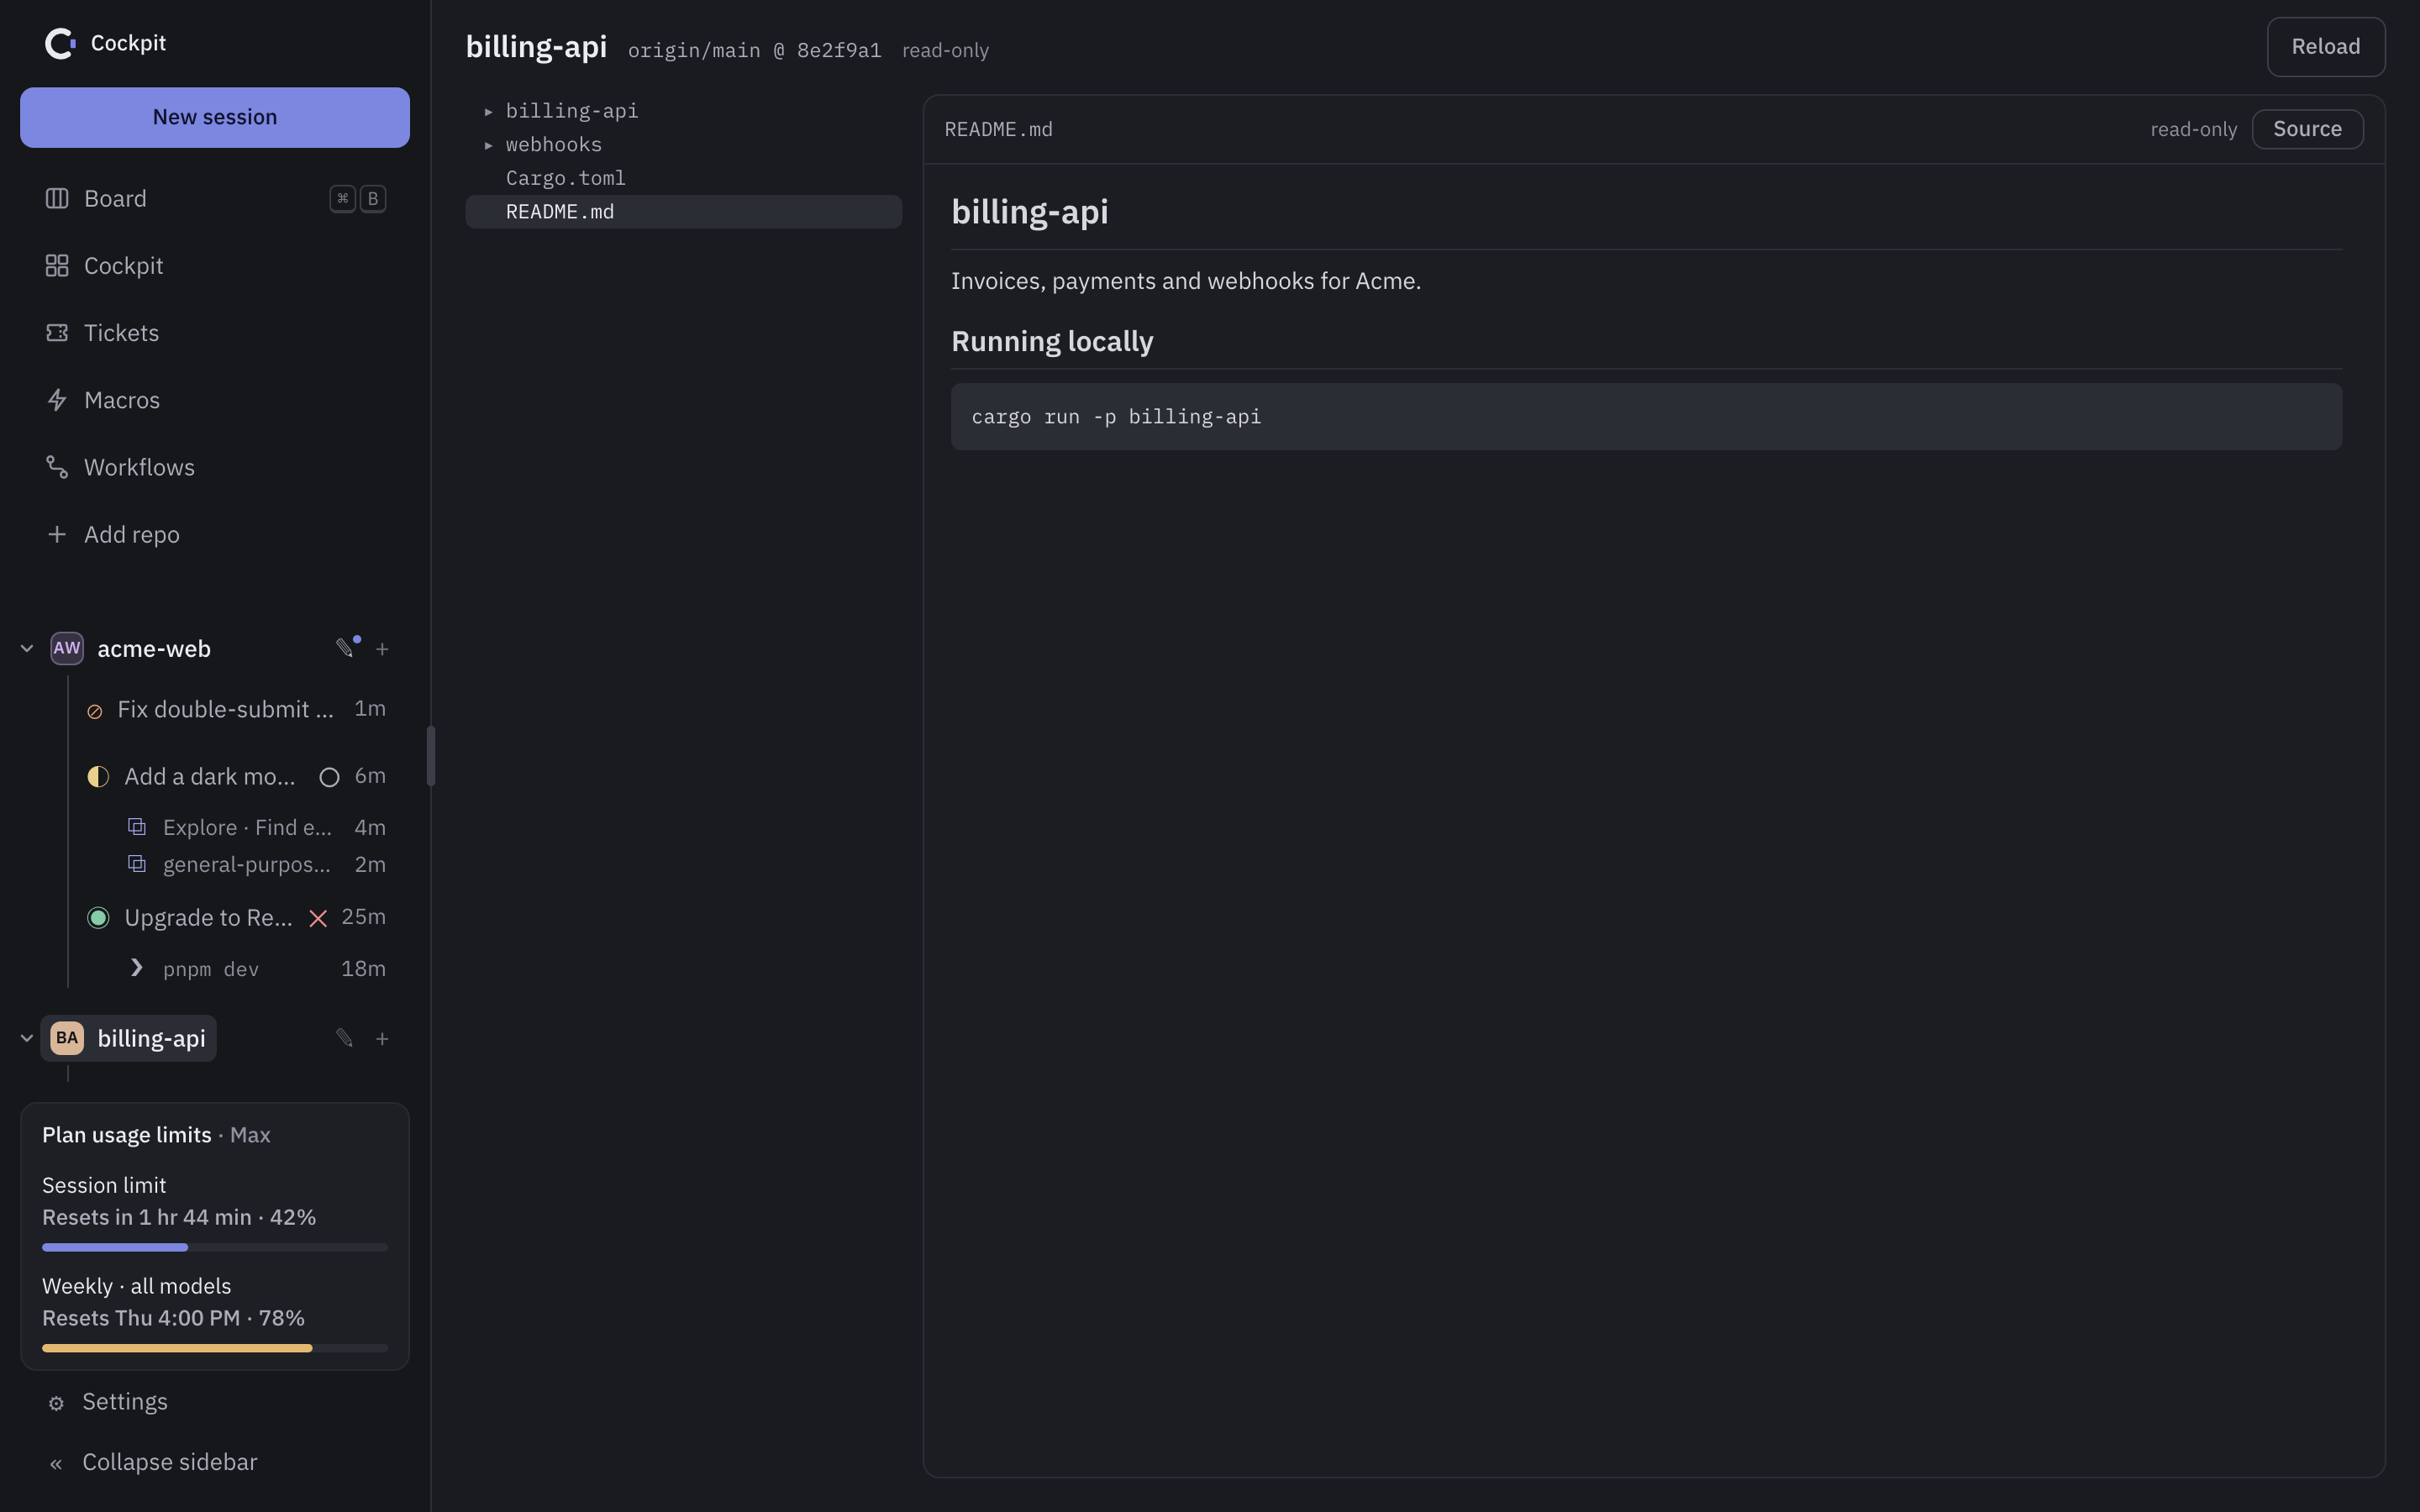 Cockpit
New session
Board ⌘ B
Cockpit
Tickets
Macros
Workflows
Add repo
AW acme-web
Fix double-submit ... 1m
Add a dark mo... 6m
Explore · Find e... 4m
general-purpos... 2m
Upgrade to Re... 25m
pnpm dev 18m
BA billing-api
Plan usage limits · Max
Session limit
Resets in 1 hr 44 min · 42%
Weekly · all models
Resets Thu 4:00 PM · 78%
Settings
Collapse sidebar
billing-api origin/main @ 8e2f9a1 read-only
Reload
billing-api
webhooks
Cargo.toml
README.md
README.md read-only Source
billing-api
Invoices, payments and webhooks for Acme.
Running locally
cargo run -p billing-api